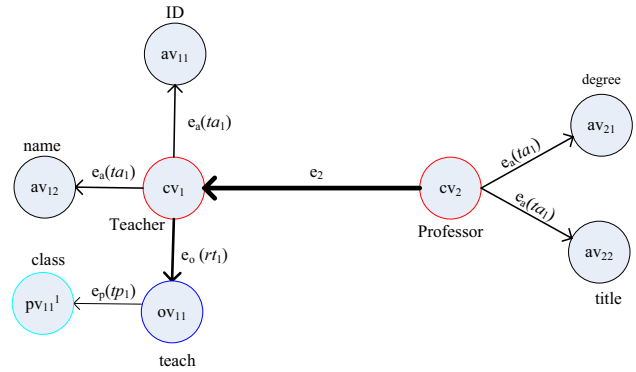 ID
av₁₁
degree
eₐ(ta₁)
av₂₁
name
eₐ(ta₁)
eₐ(ta₁)
e₂
av₁₂
cv₁
cv₂
eₐ(ta₁)
Teacher
Professor
class
eₒ (rt₁)
av₂₂
eₚ(tp₁)
title
pv₁₁¹
ov₁₁
teach